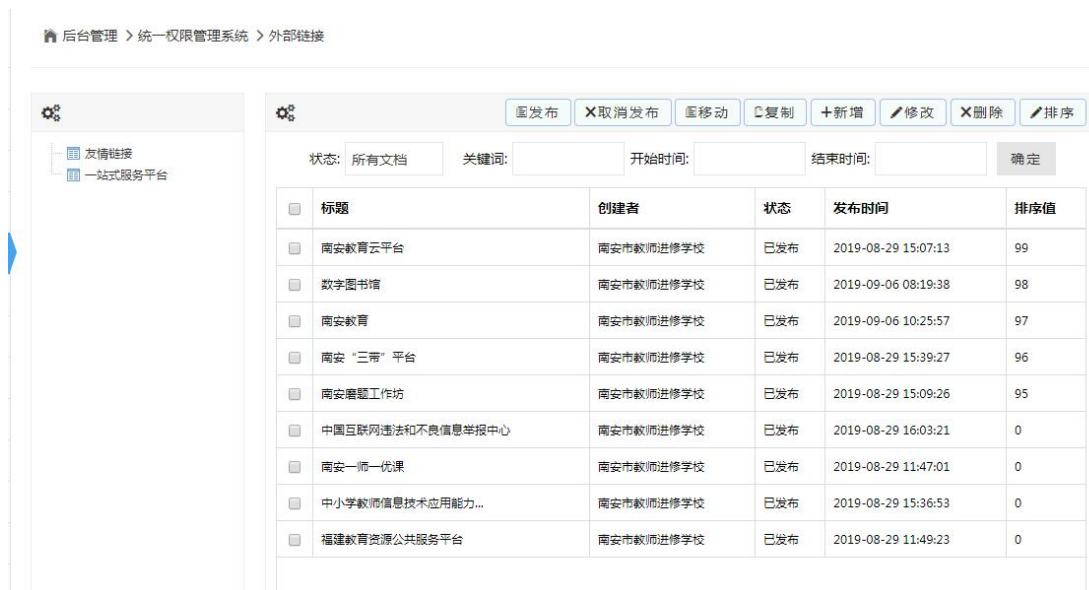 后台管理 > 统一权限管理系统 > 外部链接
发布 取消发布 移动 复制 新增 修改 删除 排序
友情链接
一站式服务平台
状态: 所有文档 关键词: 开始时间: 结束时间: 确定
标题 创建者 状态 发布时间 排序值
南安教育云平台 南安市教师进修学校 已发布 2019-08-29 15:07:13 99
数字图书馆 南安市教师进修学校 已发布 2019-09-06 08:19:38 98
南安教育 南安市教师进修学校 已发布 2019-09-06 10:25:57 97
南安“三带”平台 南安市教师进修学校 已发布 2019-08-29 15:39:27 96
南安磨题工作坊 南安市教师进修学校 已发布 2019-08-29 15:09:26 95
中国互联网违法和不良信息举报中心 南安市教师进修学校 已发布 2019-08-29 16:03:21 0
南安一师一优课 南安市教师进修学校 已发布 2019-08-29 11:47:01 0
中小学教师信息技术应用能力... 南安市教师进修学校 已发布 2019-08-29 15:36:53 0
福建教育资源公共服务平台 南安市教师进修学校 已发布 2019-08-29 11:49:23 0